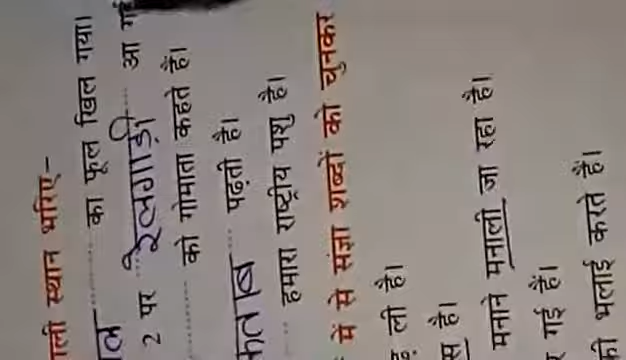 स्थान भरिए-
का फूल खिल गया।
2 पर रेलगाड़ी आ
को गोमाता कहते हैं।
पढ़ती है।
हमारा राष्ट्रीय पशु है।
में से संज्ञा शब्दों को चुनकर
ली है।
है।
मनाने मनाली जा रहा है।
गई हैं।
भलाई करते हैं।